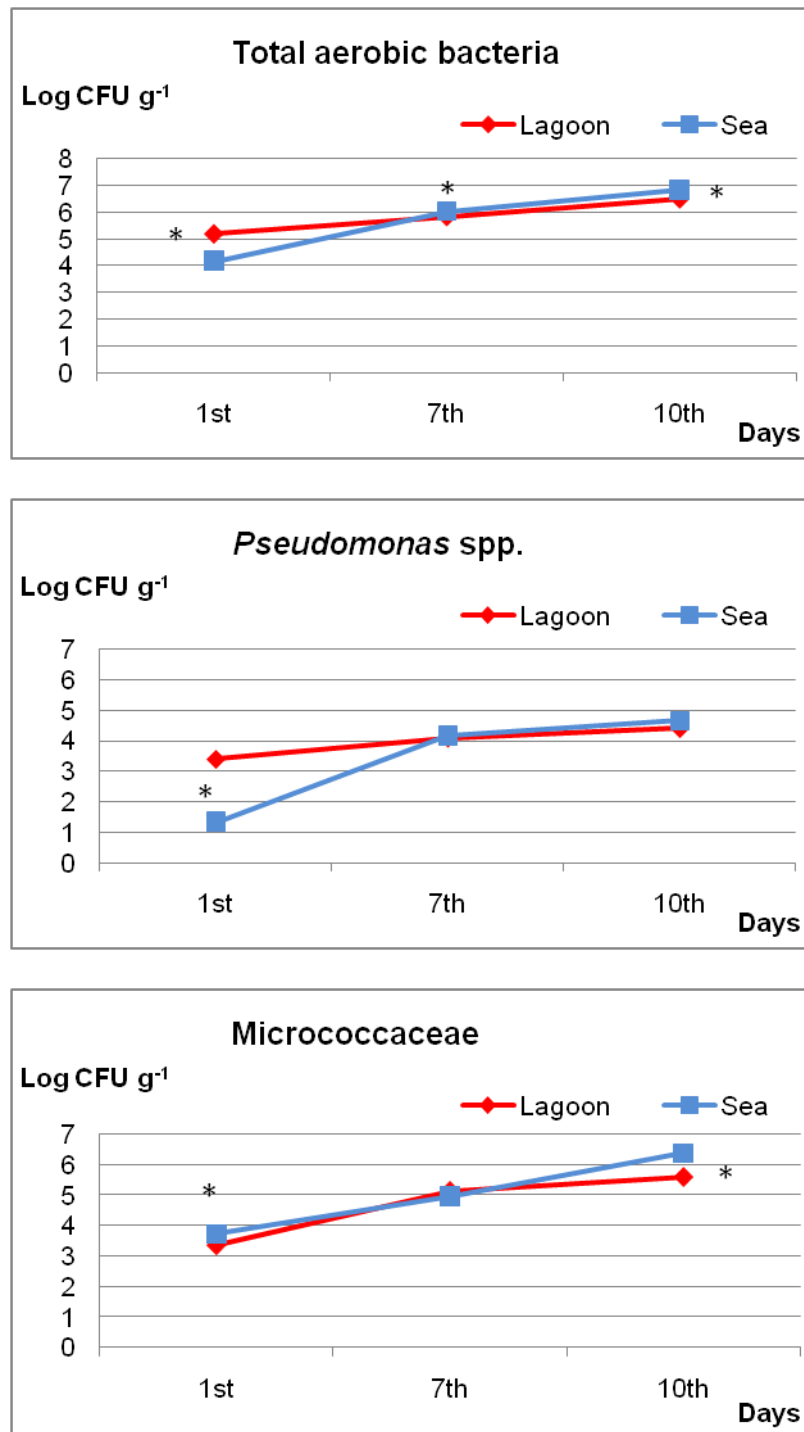 Total aerobic bacteria
Log CFU g-1
Lagoon Sea
8
7
6
5
4
3
2
1
0
* * *
1st 7th 10th
Days
Pseudomonas spp.
Log CFU g-1
Lagoon Sea
7
6
5
4
3
2
1
0
*
1st 7th 10th
Days
Micrococcaceae
Log CFU g-1
Lagoon Sea
7
6
5
4
3
2
1
0
* *
1st 7th 10th
Days